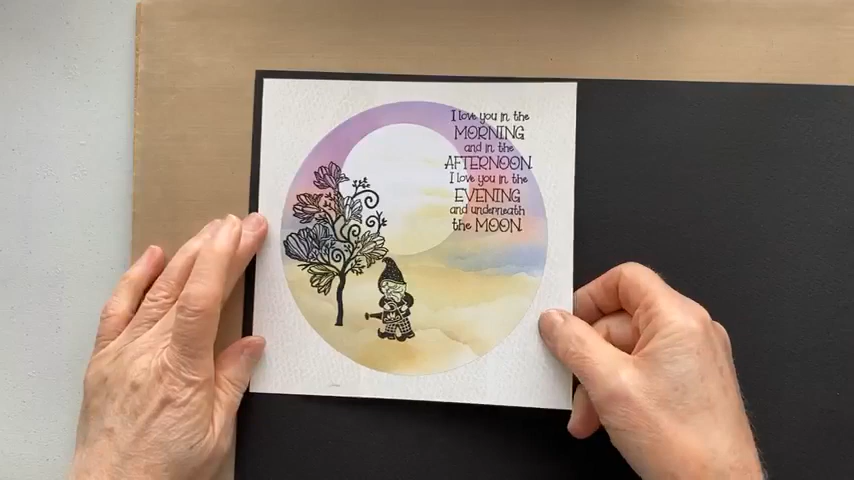 I love you in the
MORNING
and in the
AFTERNOON
I love you in the
EVENING
and underneath
the MOON